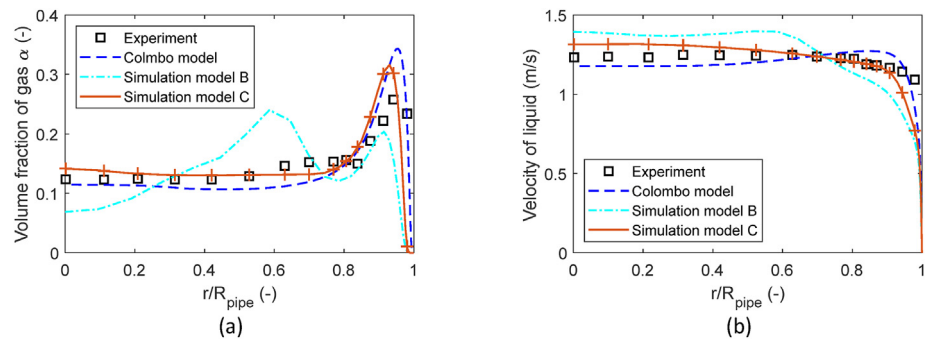 Volume fraction of gas α (-)
0.4
0.3
0.2
0.1
0
Experiment
Colmbo model
Simulation model B
Simulation model C
0 0.2 0.4 0.6 0.8 1
r/R_pipe (-)
(a)
Velocity of liquid (m/s)
1.5
1
0.5
0
Experiment
Colombo model
Simulation model B
Simulation model C
0 0.2 0.4 0.6 0.8 1
r/R_pipe (-)
(b)